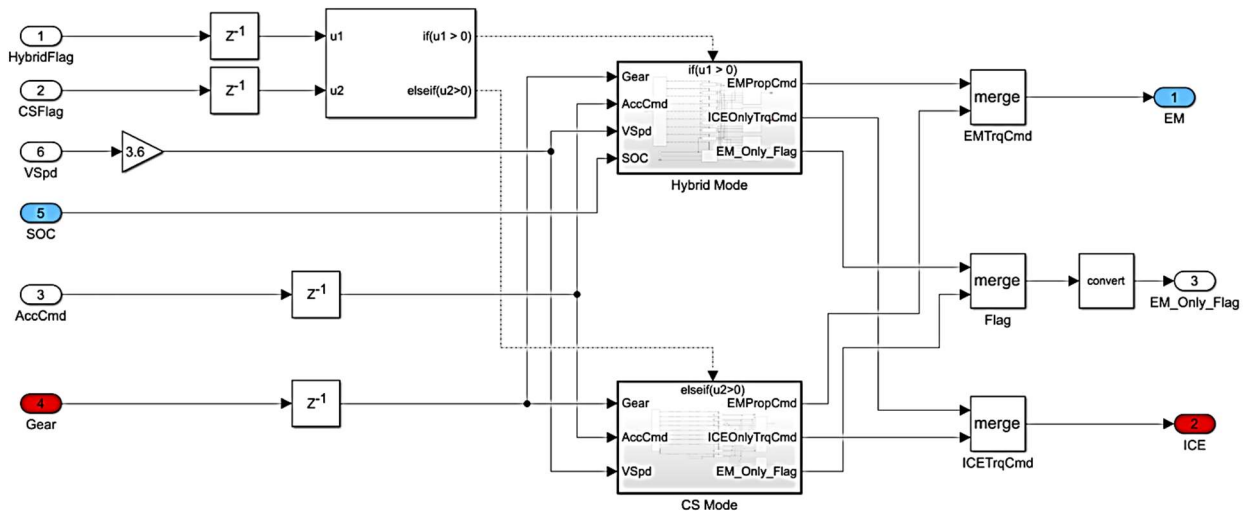 1
HybridFlag
z-1
u1
if(u1 > 0)
2
CSFlag
z-1
u2
elseif(u2>0)
6
VSpd
3.6
5
SOC
3
AccCmd
z-1
4
Gear
z-1
if(u1 > 0)
Gear
EMPropCmd
AccCmd
ICEOnlyTrqCmd
VSpd
EM_Only_Flag
SOC
Hybrid Mode
elseif(u2>0)
Gear
EMPropCmd
AccCmd
ICEOnlyTrqCmd
VSpd
EM_Only_Flag
CS Mode
merge
EMTrqCmd
1
EM
merge
Flag
convert
3
EM_Only_Flag
merge
ICETrqCmd
2
ICE